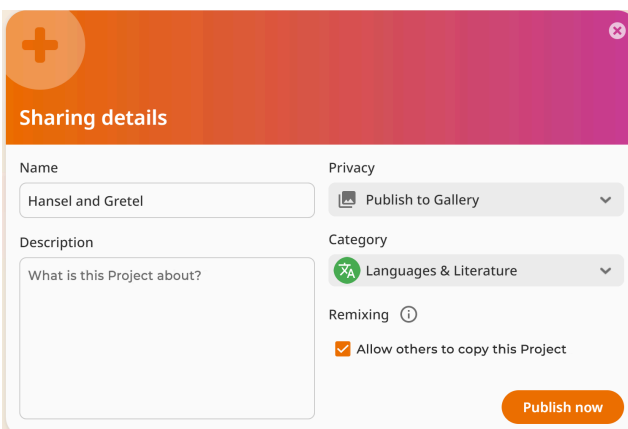 Sharing details
Name
Hansel and Gretel
Description
What is this Project about?
Privacy
Publish to Gallery
Category
Languages & Literature
Remixing
Allow others to copy this Project
Publish now